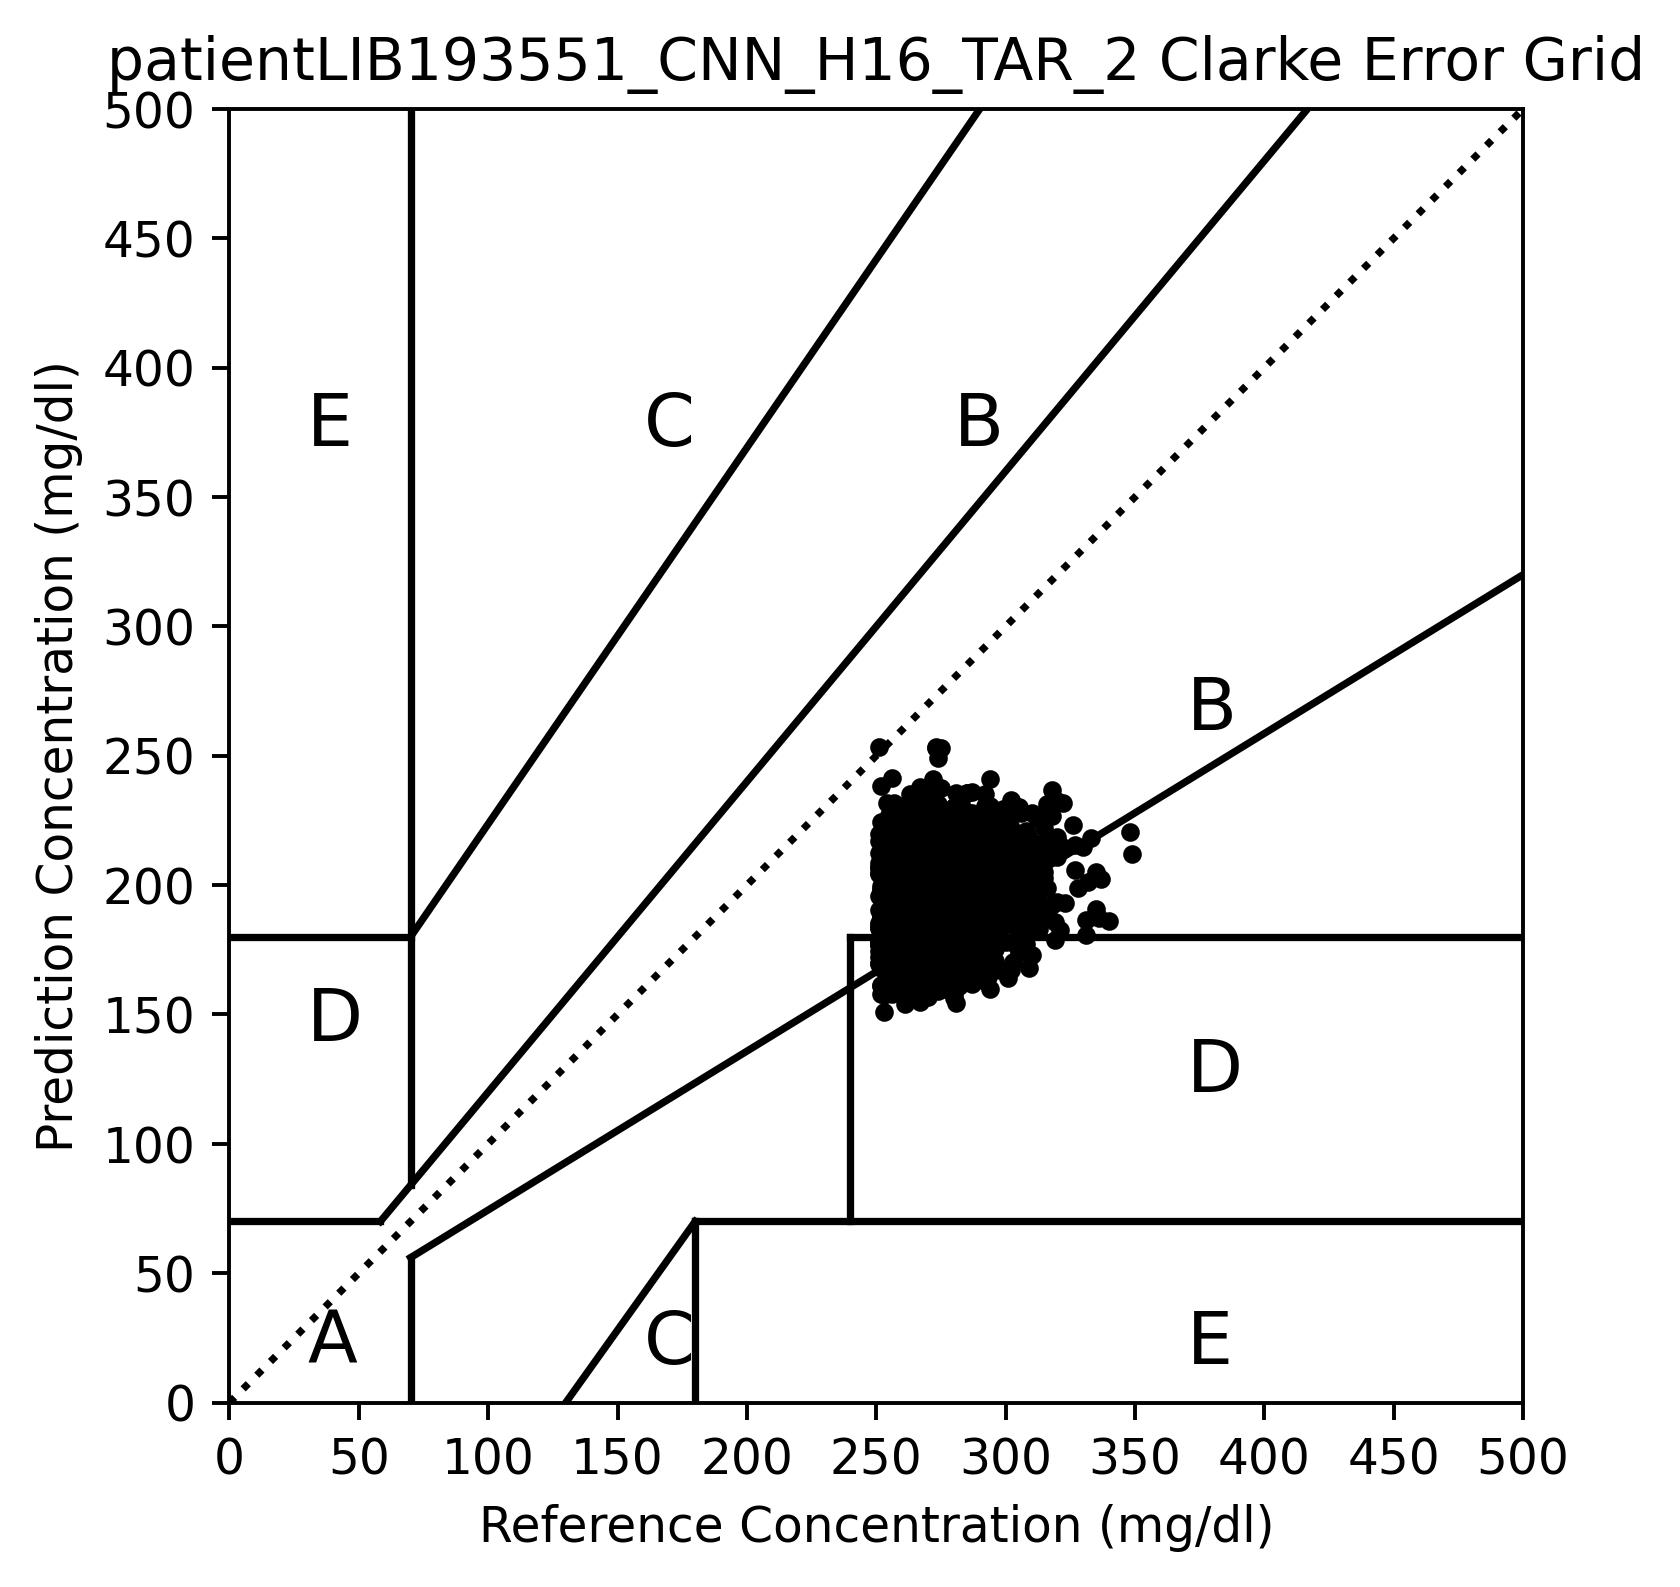 patientLIB193551_CNN_H16_TAR_2 Clarke Error Grid
500
450
400
350
300
250
200
150
100
50
0
Prediction Concentration (mg/dl)
E
C
B
B
D
D
A
C
E
0 50 100 150 200 250 300 350 400 450 500
Reference Concentration (mg/dl)